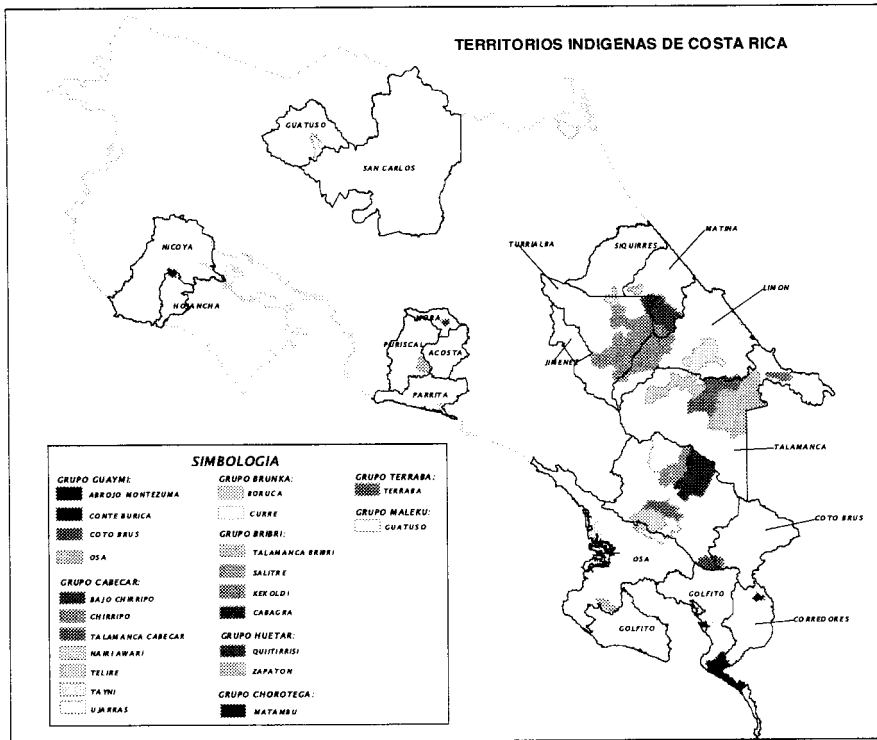 TERRITORIOS INDIGENAS DE COSTA RICA
GUATUSO
SAN CARLOS
NICOYA
HOJANCHA
MORA
PURISCAL
ACOSTA
PARRITA
TURRIALBA
SIQUIRRES
MATINA
LIMON
JIMENEZ
TALAMANCA
COTO BRUS
OSA
GOLFITO
GOLFITO
CORREDORES
SIMBOLOGIA
GRUPO GUAYMI:
ABROJO MONTEZUMA
CONTE BURICA
COTO BRUS
OSA
GRUPO CABECAR:
BAJO CHIRRIPO
CHIRRIPO
TALAMANCA CABECAR
NAIRI AWARI
TELIRE
TAYNI
UJARRAS
GRUPO BRUNKA:
BORUCA
CURRE
GRUPO BRIBRI:
TALAMANCA BRIBRI
SALITRE
KEKOLDI
CABAGRA
GRUPO HUETAR:
QUITIRRISI
ZAPATON
GRUPO CHOROTEGA:
MATAMBU
GRUPO TERRABA:
TERRABA
GRUPO MALEKU:
GUATUSO